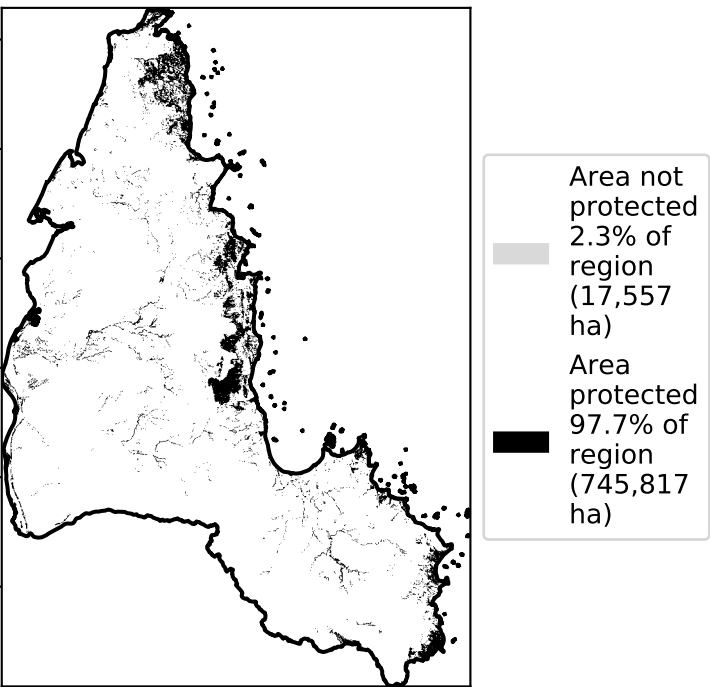 Area not
protected
2.3% of
region
(17,557
ha)
Area
protected
97.7% of
region
(745,817
ha)